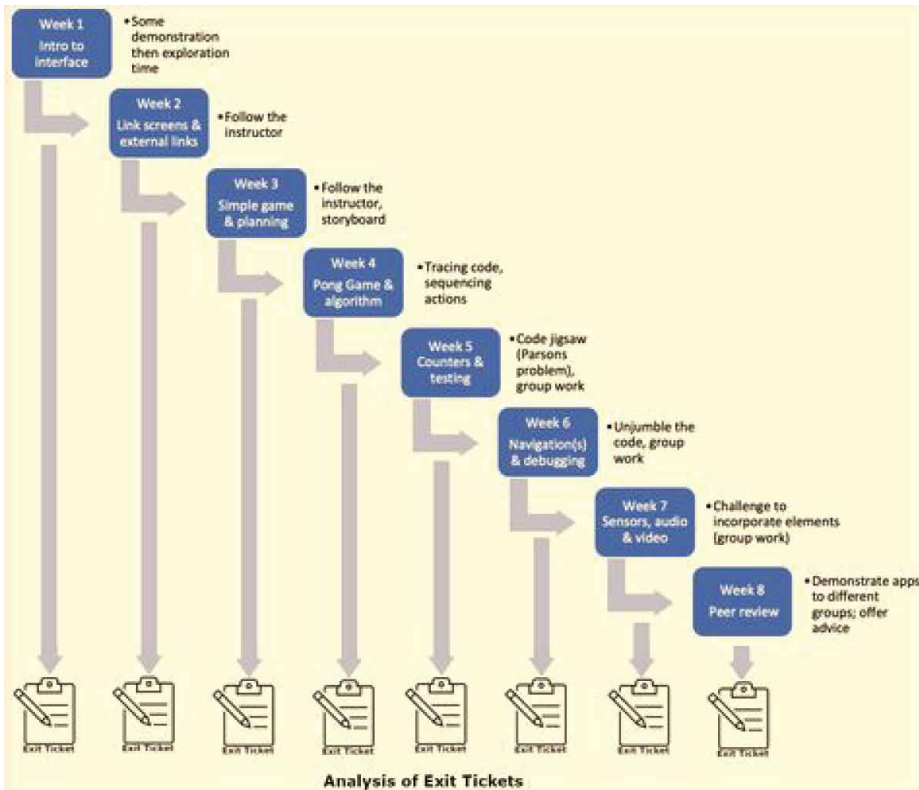 Week 1
Intro to
interface
•Some
demonstration
then exploration
time
Week 2
Link screens &
external links
•Follow the
instructor
Week 3
Simple game
& planning
•Follow the
instructor,
storyboard
Week 4
Pong Game &
algorithm
•Tracing code,
sequencing
actions
Week 5
Counters &
testing
•Code jigsaw
(Parsons
problem),
group work
Week 6
Navigation(s)
& debugging
•Unjumble the
code, group
work
Week 7
Sensors, audio
& video
•Challenge to
incorporate elements
(group work)
Week 8
Peer review
•Demonstrate apps
to different
groups; offer
advice
Exit Ticket
Exit Ticket
Exit Ticket
Exit Ticket
Exit Ticket
Exit Ticket
Exit Ticket
Exit Ticket
Analysis of Exit Tickets